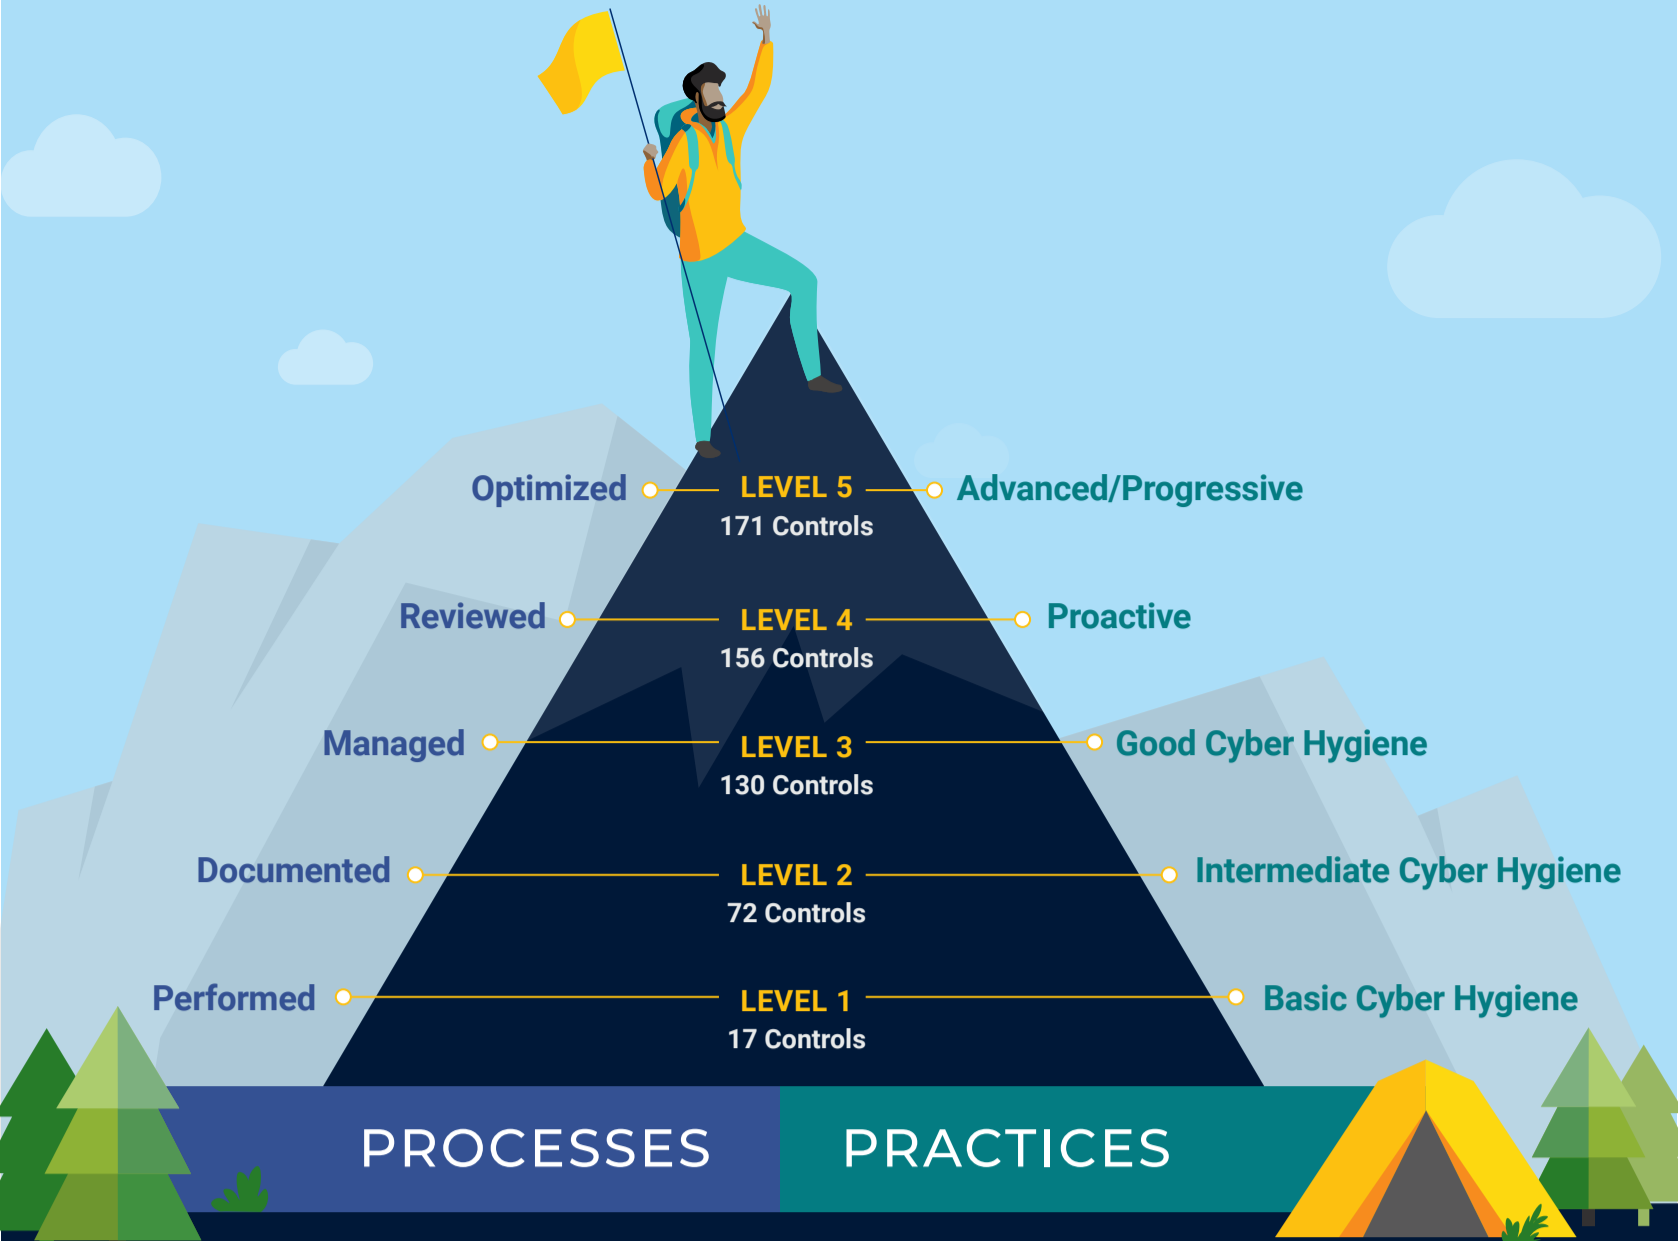 Optimized LEVEL 5 Advanced/Progressive
171 Controls
Reviewed LEVEL 4 Proactive
156 Controls
Managed LEVEL 3 Good Cyber Hygiene
130 Controls
Documented LEVEL 2 Intermediate Cyber Hygiene
72 Controls
Performed LEVEL 1 Basic Cyber Hygiene
17 Controls
PROCESSES PRACTICES